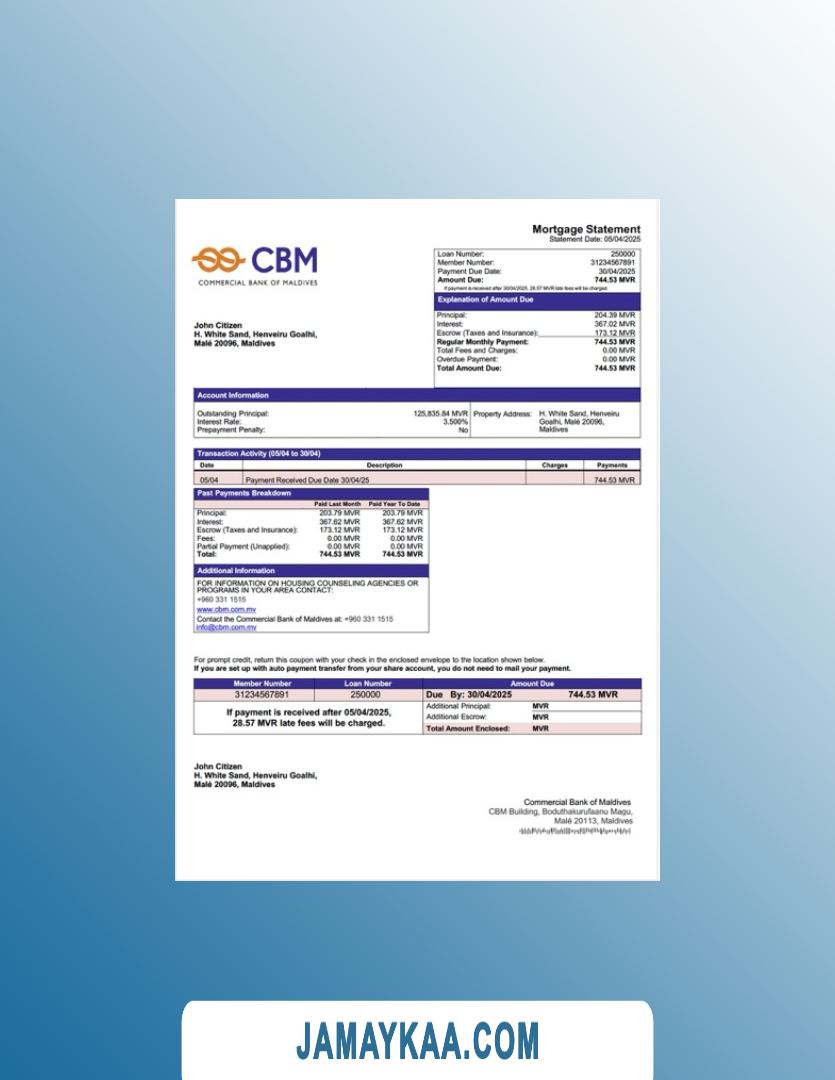 Mortgage Statement
Statement Date: 05/04/2025
CBM
COMMERCIAL BANK OF MALDIVES
Loan Number: 250000
Member Number: 31234567891
Payment Due Date: 30/04/2025
Amount Due: 744.53 MVR
If payment is received after 30/04/2025, 28.57 MVR late fees will be charged.
Explanation of Amount Due
Principal: 204.39 MVR
Interest: 367.02 MVR
Escrow (Taxes and Insurance): 173.12 MVR
Regular Monthly Payment: 744.53 MVR
Total Fees and Charges: 0.00 MVR
Overdue Payment: 0.00 MVR
Total Amount Due: 744.53 MVR
John Citizen
H. White Sand, Henveiru Goalhi,
Malé 20096, Maldives
Account Information
Outstanding Principal: 125,835.84 MVR
Interest Rate: 3.500%
Prepayment Penalty: No
Property Address: H. White Sand, Henveiru
Goalhi, Malé 20096,
Maldives
Transaction Activity (05/04 to 30/04)
Date Description Charges Payments
05/04 Payment Received Due Date 30/04/25 744.53 MVR
Past Payments Breakdown
Paid Last Month Paid Year To Date
Principal: 203.79 MVR 203.79 MVR
Interest: 367.62 MVR 367.62 MVR
Escrow (Taxes and Insurance): 173.12 MVR 173.12 MVR
Fees: 0.00 MVR 0.00 MVR
Partial Payment (Unapplied): 0.00 MVR 0.00 MVR
Total: 744.53 MVR 744.53 MVR
Additional Information
FOR INFORMATION ON HOUSING COUNSELING AGENCIES OR
PROGRAMS IN YOUR AREA CONTACT:
+960 331 1515
www.cbm.com.mv
Contact the Commercial Bank of Maldives at: +960 331 1515
info@cbm.com.mv
For prompt credit, return this coupon with your check in the enclosed envelope to the location shown below.
If you are set up with auto payment transfer from your share account, you do not need to mail your payment.
Member Number Loan Number Amount Due
31234567891 250000 Due By: 30/04/2025 744.53 MVR
If payment is received after 05/04/2025,
28.57 MVR late fees will be charged.
Additional Principal: MVR
Additional Escrow: MVR
Total Amount Enclosed: MVR
John Citizen
H. White Sand, Henveiru Goalhi,
Malé 20096, Maldives
Commercial Bank of Maldives
CBM Building, Boduthakurufaanu Magu,
Malé 20113, Maldives
JAMAYKAA.COM